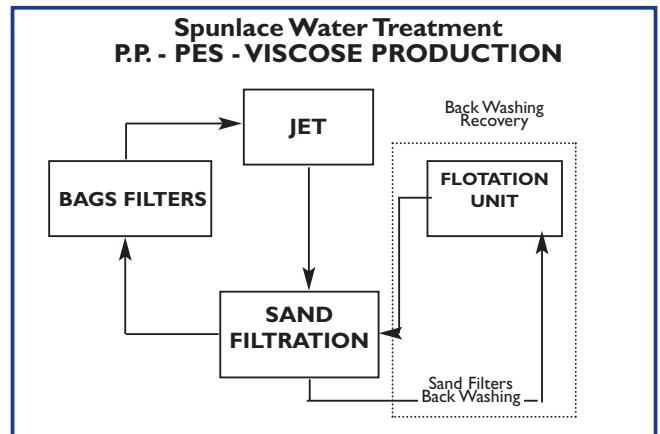 Spunlace Water Treatment
P.P. - PES - VISCOSE PRODUCTION
Back Washing
Recovery
JET
BAGS FILTERS
FLOTATION
UNIT
SAND
FILTRATION
Sand Filters
Back Washing